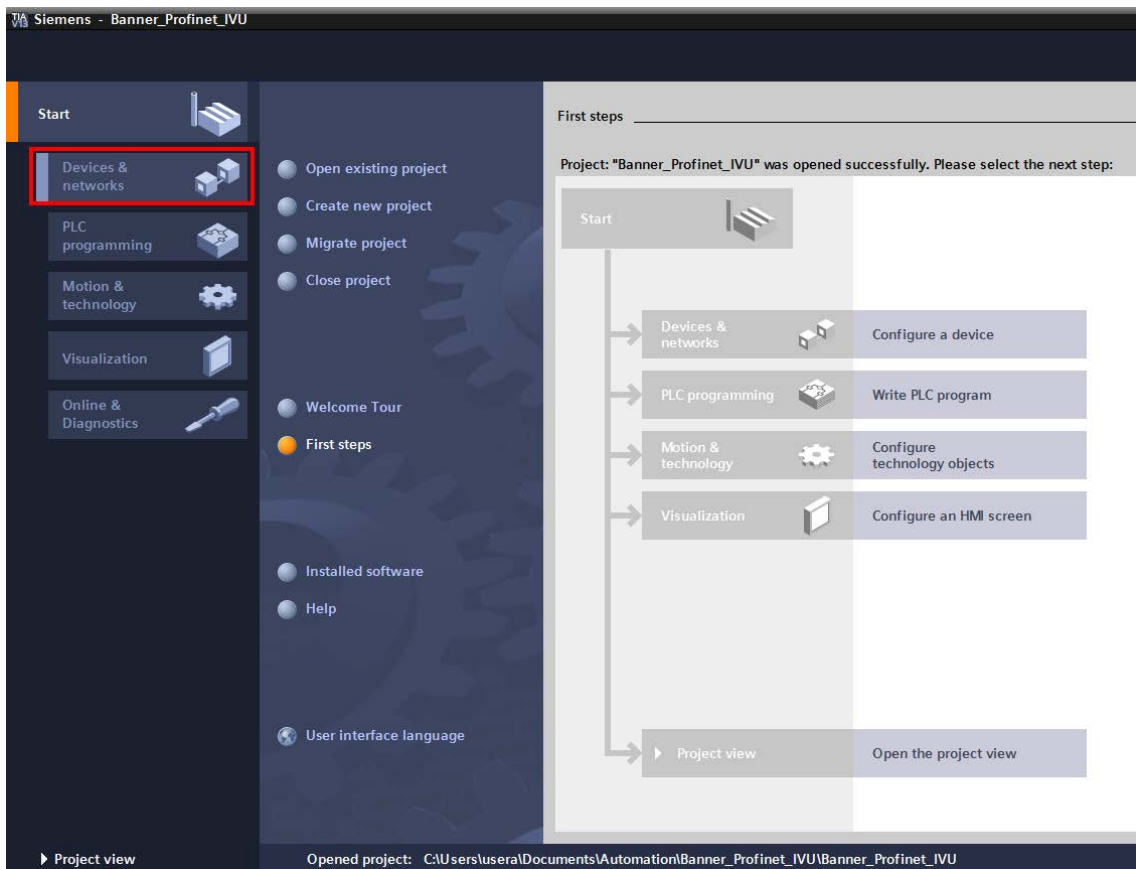 TIA V13 Siemens - Banner_Profinet_IVU
Start
Devices &
networks
PLC
programming
Motion &
technology
Visualization
Online &
Diagnostics
Open existing project
Create new project
Migrate project
Close project
Welcome Tour
First steps
Installed software
Help
User interface language
First steps
Project: "Banner_Profinet_IVU" was opened successfully. Please select the next step:
Start
Devices &
networks
Configure a device
PLC programming
Write PLC program
Motion &
technology
Configure
technology objects
Visualization
Configure an HMI screen
Project view
Open the project view
Project view
Opened project: C:\Users\usera\Documents\Automation\Banner_Profinet_IVU\Banner_Profinet_IVU